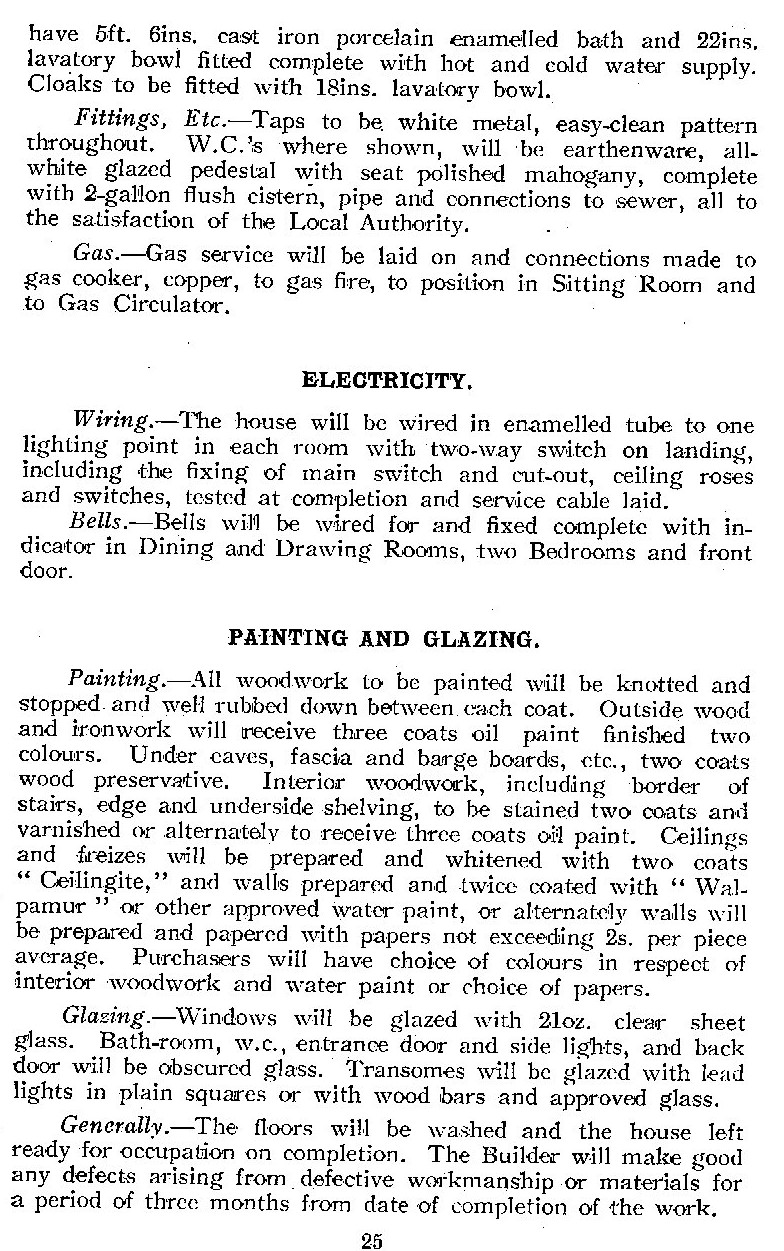 have 5ft. 6ins. cast iron porcelain enamelled bath and 22ins.
lavatory bowl fitted complete with hot and cold water supply.
Cloaks to be fitted with 18ins. lavatory bowl.
Fittings, Etc.—Taps to be white metal, easy-clean pattern
throughout. W.C.'s where shown, will be earthenware, all-
white glazed pedestal with seat polished mahogany, complete
with 2-gallon flush cistern, pipe and connections to sewer, all to
the satisfaction of the Local Authority.
Gas.—Gas service will be laid on and connections made to
gas cooker, copper, to gas fire, to position in Sitting Room and
to Gas Circulator.
ELECTRICITY.
Wiring.—The house will be wired in enamelled tube to one
lighting point in each room with two-way switch on landing,
including the fixing of main switch and cut-out, ceiling roses
and switches, tested at completion and service cable laid.
Bells.—Bells will be wired for and fixed complete with in-
dicator in Dining and Drawing Rooms, two Bedrooms and front
door.
PAINTING AND GLAZING.
Painting.—All woodwork to be painted will be knotted and
stopped and well rubbed down between each coat. Outside wood
and ironwork will receive three coats oil paint finished two
colours. Under eaves, fascia and barge boards, etc., two coats
wood preservative. Interior woodwork, including border of
stairs, edge and underside shelving, to be stained two coats and
varnished or alternately to receive three coats oil paint. Ceilings
and freizes will be prepared and whitened with two coats
“ Ceilingite,” and walls prepared and twice coated with “ Wal-
pamur ” or other approved water paint, or alternately walls will
be prepared and papered with papers not exceeding 2s. per piece
average. Purchasers will have choice of colours in respect of
interior woodwork and water paint or choice of papers.
Glazing.—Windows will be glazed with 21oz. clear sheet
glass. Bath-room, w.c., entrance door and side lights, and back
door will be obscured glass. Transomes will be glazed with lead
lights in plain squares or with wood bars and approved glass.
Generally.—The floors will be washed and the house left
ready for occupation on completion. The Builder will make good
any defects arising from defective workmanship or materials for
a period of three months from date of completion of the work.
25